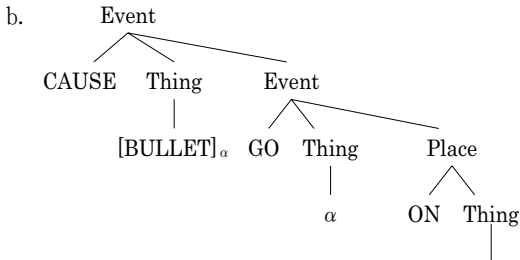 b. Event
CAUSE Thing Event
[BULLET]α GO Thing Place
α ON Thing